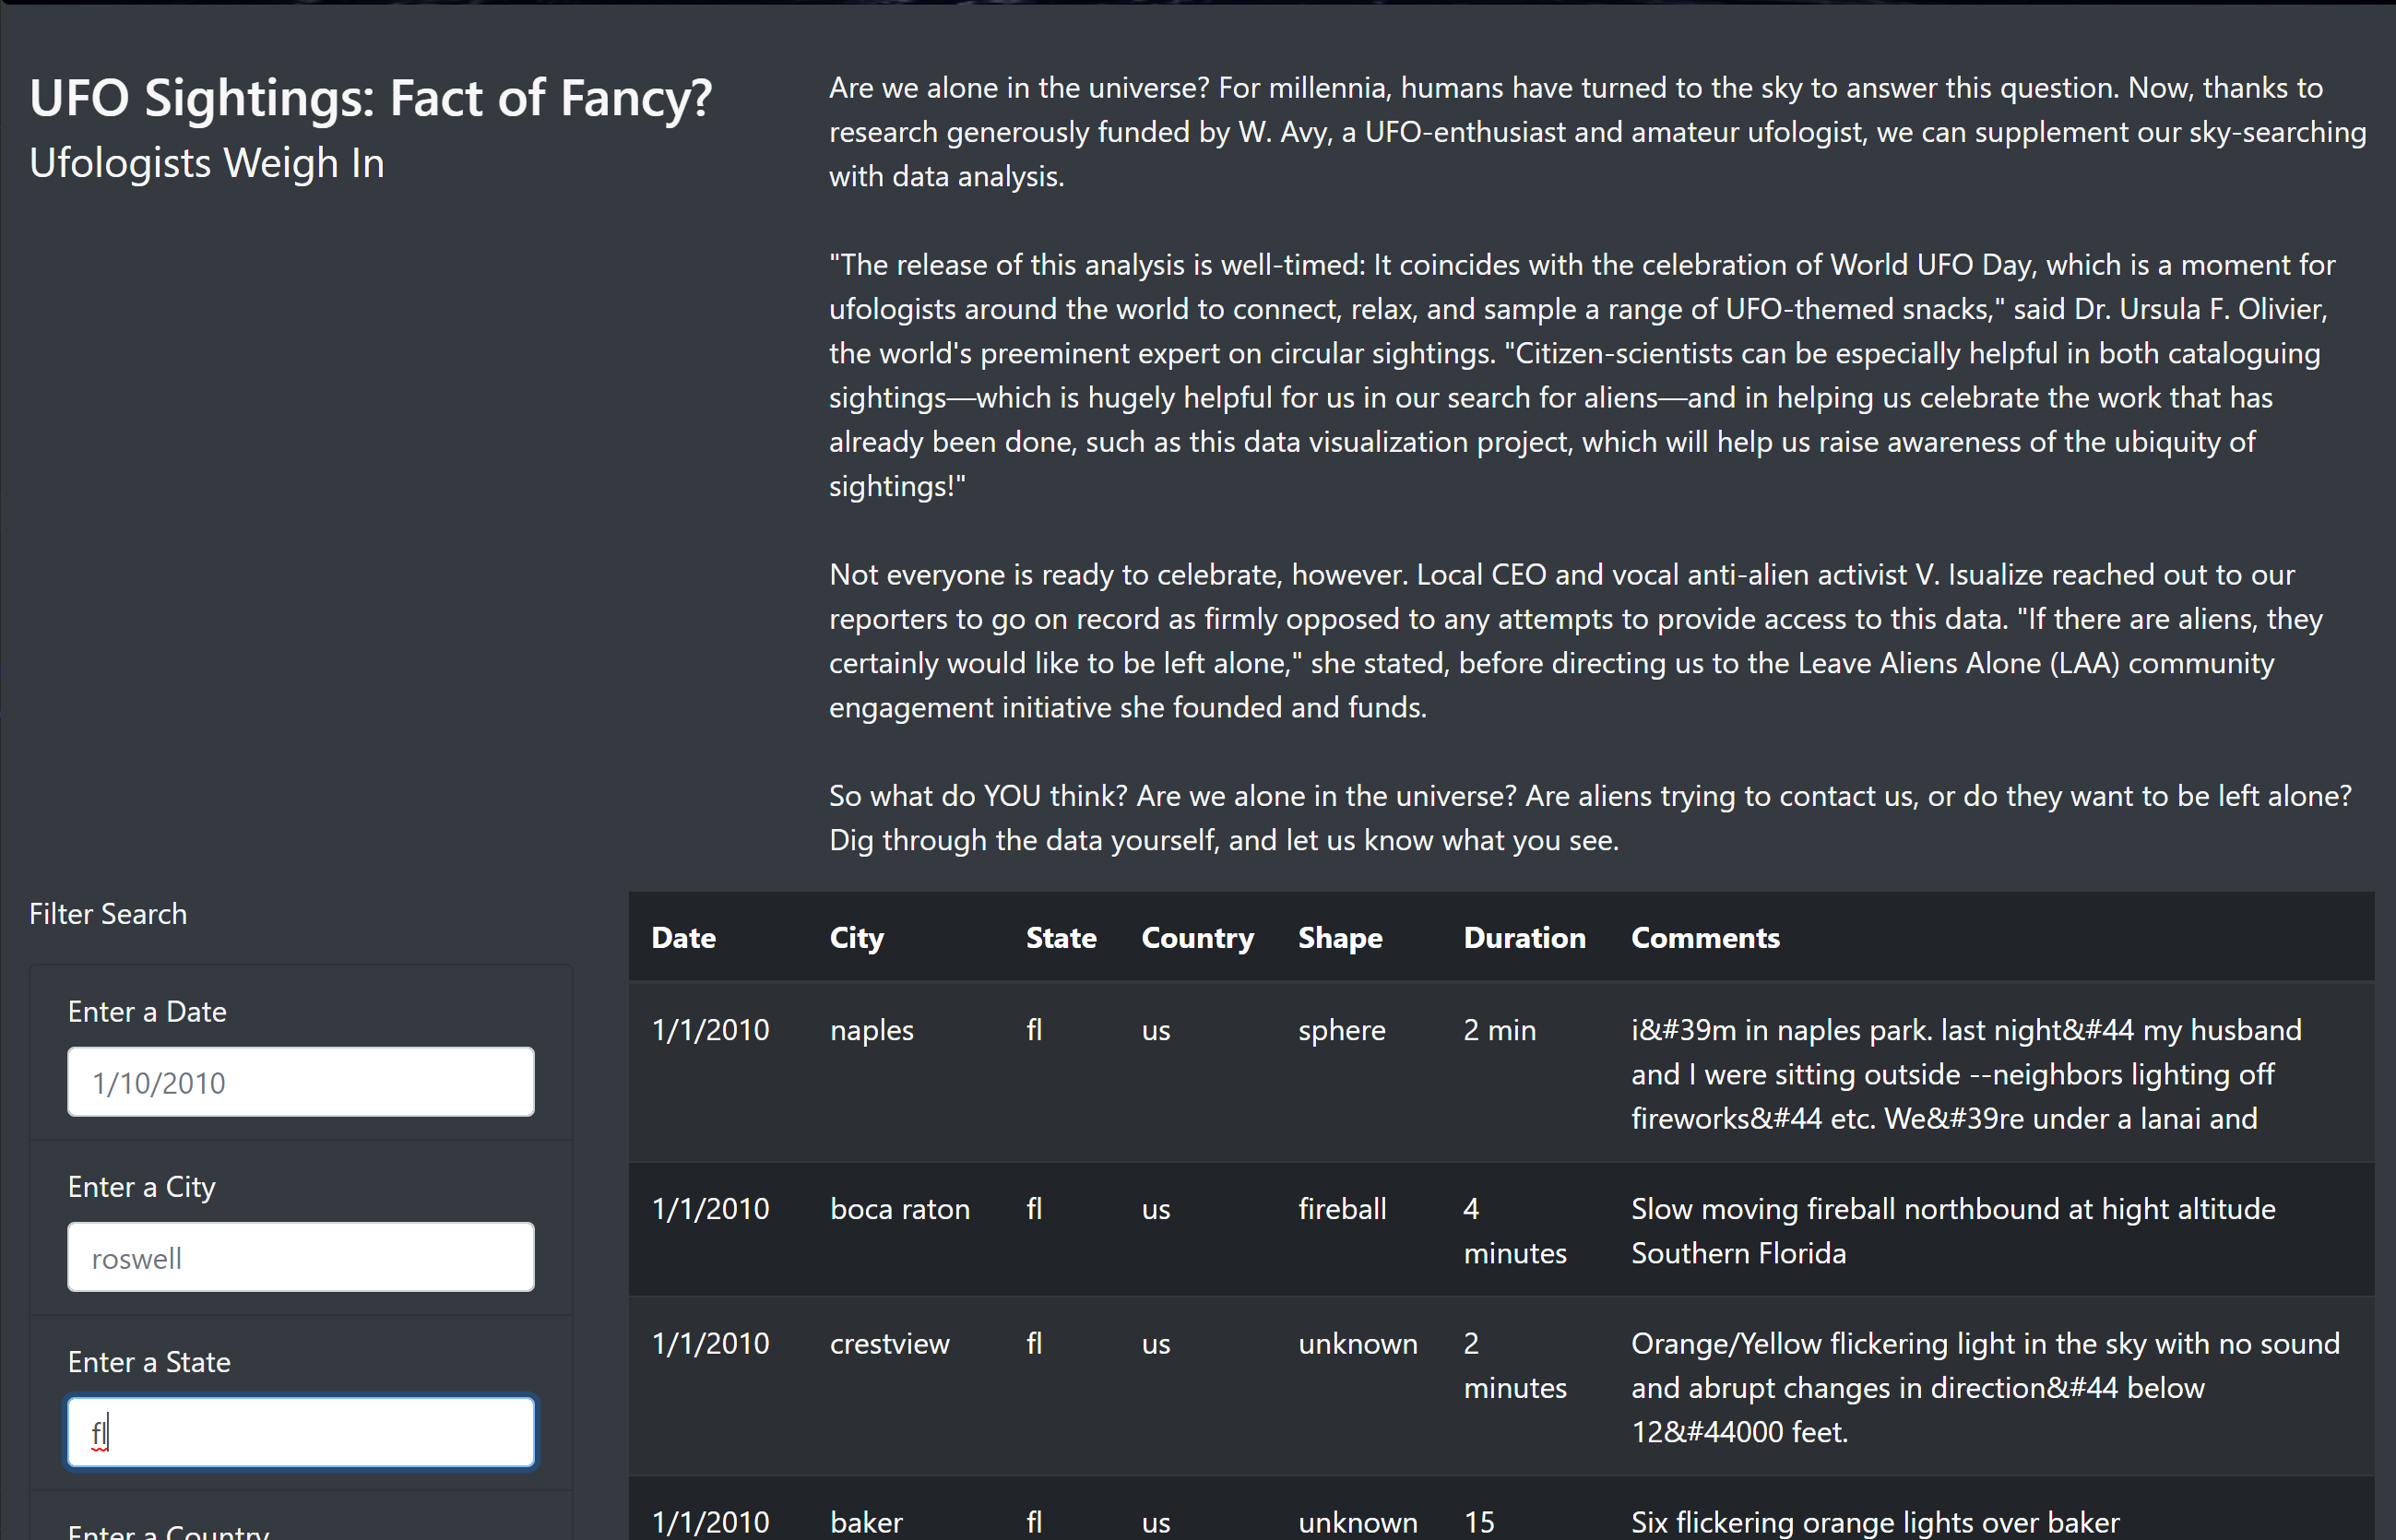 UFO Sightings: Fact of Fancy?
Ufologists Weigh In
Are we alone in the universe? For millennia, humans have turned to the sky to answer this question. Now, thanks to
research generously funded by W. Avy, a UFO-enthusiast and amateur ufologist, we can supplement our sky-searching
with data analysis.
"The release of this analysis is well-timed: It coincides with the celebration of World UFO Day, which is a moment for
ufologists around the world to connect, relax, and sample a range of UFO-themed snacks," said Dr. Ursula F. Olivier,
the world's preeminent expert on circular sightings. "Citizen-scientists can be especially helpful in both cataloguing
sightings—which is hugely helpful for us in our search for aliens—and in helping us celebrate the work that has
already been done, such as this data visualization project, which will help us raise awareness of the ubiquity of
sightings!"
Not everyone is ready to celebrate, however. Local CEO and vocal anti-alien activist V. Isualize reached out to our
reporters to go on record as firmly opposed to any attempts to provide access to this data. "If there are aliens, they
certainly would like to be left alone," she stated, before directing us to the Leave Aliens Alone (LAA) community
engagement initiative she founded and funds.
So what do YOU think? Are we alone in the universe? Are aliens trying to contact us, or do they want to be left alone?
Dig through the data yourself, and let us know what you see.
Filter Search
Enter a Date
1/10/2010
Enter a City
roswell
Enter a State
fl
Enter a Country
Date City State Country Shape Duration Comments
1/1/2010 naples fl us sphere 2 min i&#39m in naples park. last night&#44 my husband
and I were sitting outside --neighbors lighting off
fireworks&#44 etc. We&#39re under a lanai and
1/1/2010 boca raton fl us fireball 4 Slow moving fireball northbound at hight altitude
minutes Southern Florida
1/1/2010 crestview fl us unknown 2 Orange/Yellow flickering light in the sky with no sound
minutes and abrupt changes in direction&#44 below
12&#44000 feet.
1/1/2010 baker fl us unknown 15 Six flickering orange lights over baker